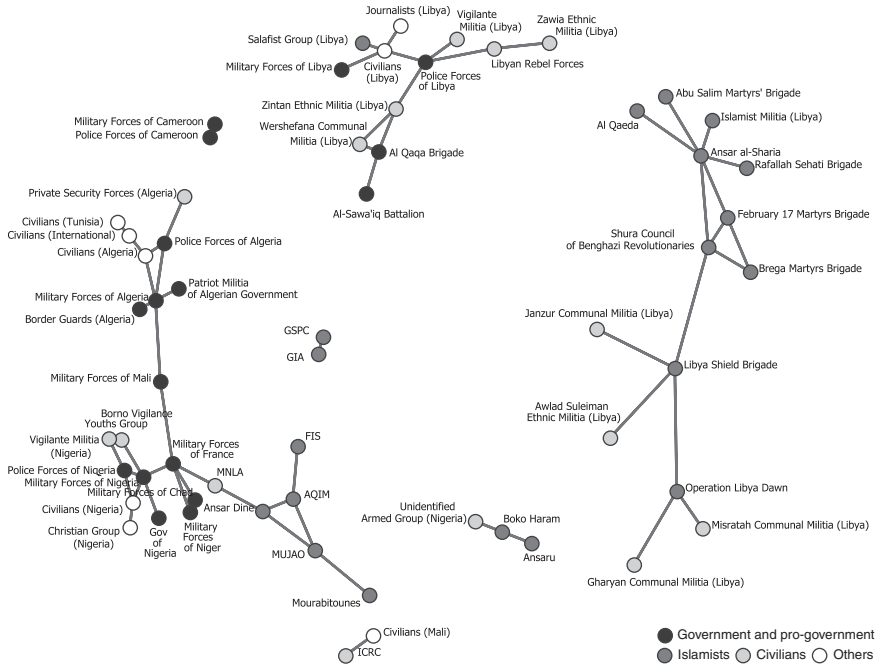 Journalists (Libya)
Vigilante
Militia (Libya)
Zawia Ethnic
Militia (Libya)
Salafist Group (Libya)
Civilians
(Libya)
Military Forces of Libya
Police Forces
of Libya
Libyan Rebel Forces
Zintan Ethnic Militia (Libya)
Wershefana Communal
Militia (Libya)
Al Qaqa Brigade
Al-Sawa'iq Battalion
Military Forces of Cameroon
Police Forces of Cameroon
Abu Salim Martyrs' Brigade
Al Qaeda
Islamist Militia (Libya)
Ansar al-Sharia
Rafallah Sehati Brigade
February 17 Martyrs Brigade
Shura Council
of Benghazi Revolutionaries
Brega Martyrs Brigade
Private Security Forces (Algeria)
Civilians (Tunisia)
Civilians (International)
Civilians (Algeria)
Police Forces of Algeria
Patriot Militia
of Algerian Government
Military Forces of Algeria
Border Guards (Algeria)
GSPC
GIA
Janzur Communal Militia (Libya)
Libya Shield Brigade
Awlad Suleiman
Ethnic Militia (Libya)
Military Forces of Mali
Borno Vigilance
Youths Group
Vigilante Militia
(Nigeria)
Military Forces
of France
FIS
Police Forces of Nigeria
Military Forces of Nigeria
MNLA
Military Forces of Chad
AQIM
Civilians (Nigeria)
Ansar Dine
Christian Group
(Nigeria)
Gov
of
Nigeria
Military
Forces
of Niger
MUJAO
Mourabitounes
Unidentified
Armed Group (Nigeria)
Boko Haram
Ansaru
Operation Libya Dawn
Misratah Communal Militia (Libya)
Gharyan Communal Militia (Libya)
Civilians (Mali)
ICRC
Government and pro-government
Islamists Civilians Others